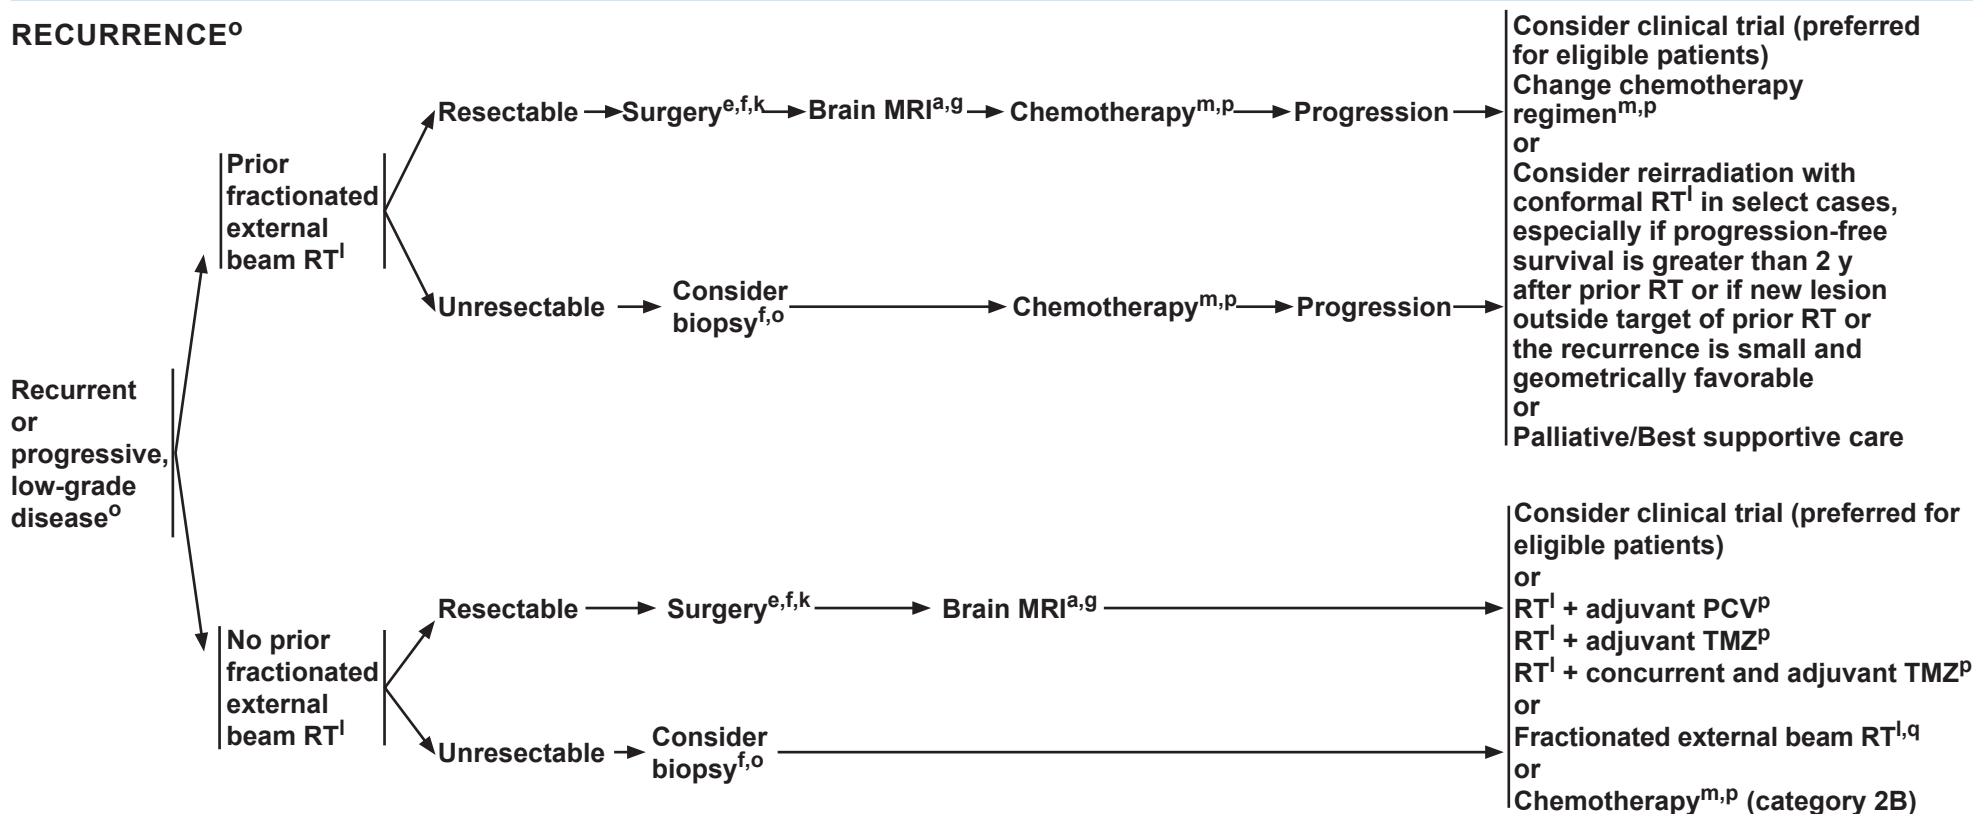 RECURRENCEᵒ
Recurrent
or
progressive,
low-grade
diseaseᵒ
Prior
fractionated
external
beam RTˡ
Resectable
Surgeryᵉ,ᶠ,ᵏ
Brain MRIᵃ,ᵍ
Chemotherapyᵐ,ᵖ
Progression
Unresectable
Consider
biopsyᶠ,ᵒ
Chemotherapyᵐ,ᵖ
Progression
Consider clinical trial (preferred
for eligible patients)
Change chemotherapy
regimenᵐ,ᵖ
or
Consider reirradiation with
conformal RTˡ in select cases,
especially if progression-free
survival is greater than 2 y
after prior RT or if new lesion
outside target of prior RT or
the recurrence is small and
geometrically favorable
or
Palliative/Best supportive care
No prior
fractionated
external
beam RTˡ
Resectable
Surgeryᵉ,ᶠ,ᵏ
Brain MRIᵃ,ᵍ
Unresectable
Consider
biopsyᶠ,ᵒ
Consider clinical trial (preferred for
eligible patients)
or
RTˡ + adjuvant PCVᵖ
RTˡ + adjuvant TMZᵖ
RTˡ + concurrent and adjuvant TMZᵖ
or
Fractionated external beam RTˡ,𐞥
or
Chemotherapyᵐ,ᵖ (category 2B)